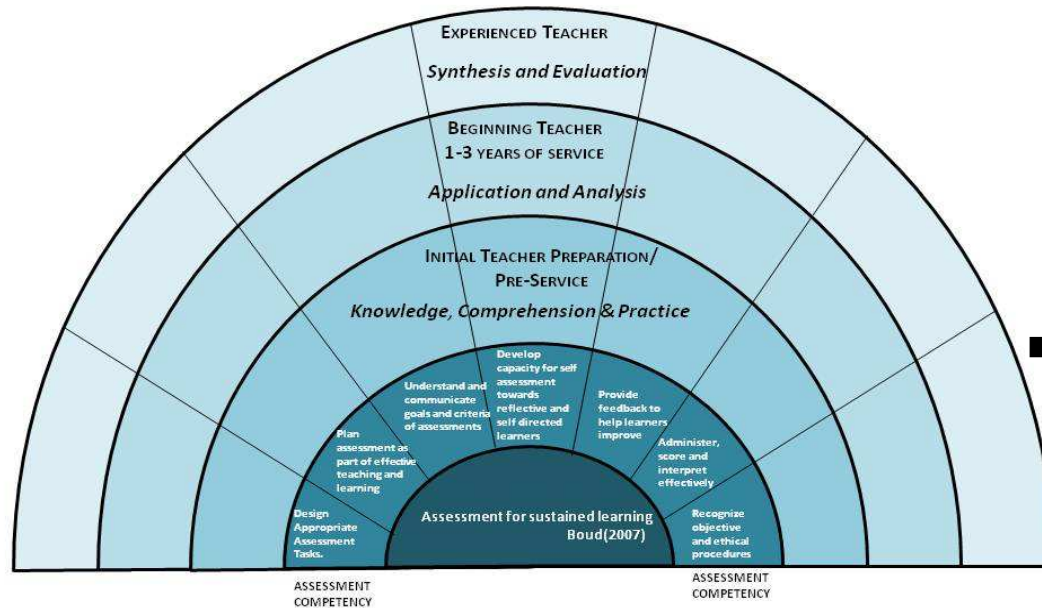 EXPERIENCED TEACHER
Synthesis and Evaluation
BEGINNING TEACHER
1-3 YEARS OF SERVICE
Application and Analysis
INITIAL TEACHER PREPARATION/
PRE-SERVICE
Knowledge, Comprehension & Practice
Design
Appropriate
Assessment
Tasks.
Plan
assessment as
part of effective
teaching and
learning
Understand and
communicate
goals and criteria
of assessments
Develop
capacity for self
assessment
towards
reflective and
self directed
learners
Provide
feedback to
help learners
improve
Administer,
score and
interpret
effectively
Recognize
objective
and ethical
procedures
Assessment for sustained learning
Boud(2007)
ASSESSMENT
COMPETENCY
ASSESSMENT
COMPETENCY